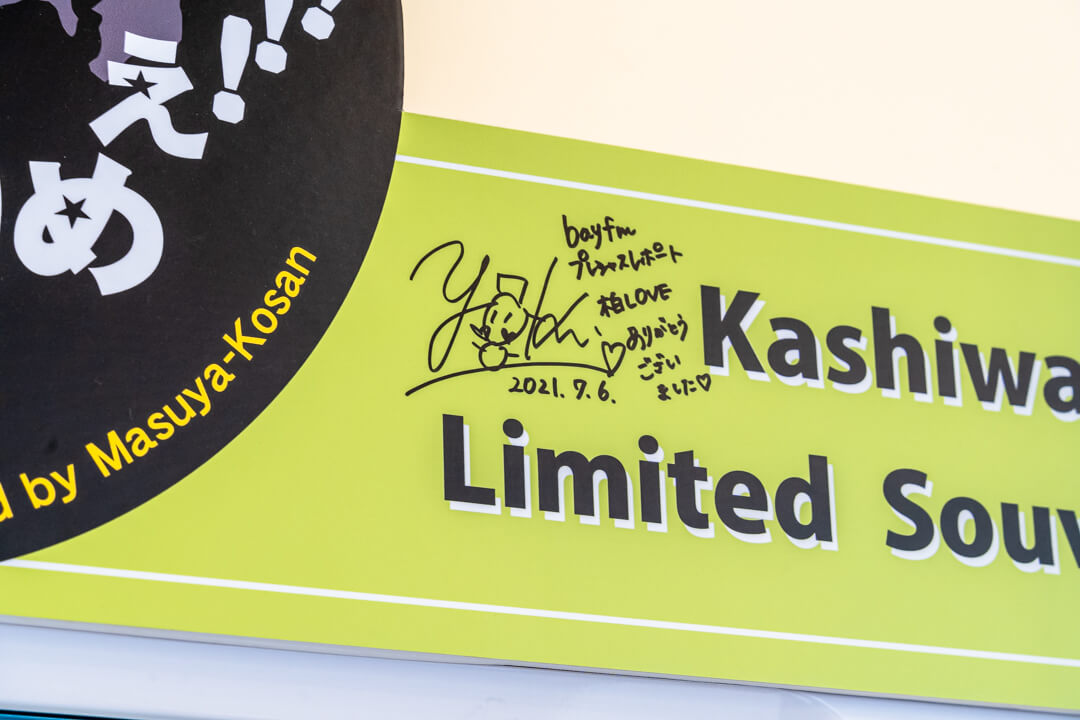 めえ!!!
d by Masuya-Kosan
bayfm
プレシャスレポート
柏LOVE
ありがとう
ござい
ました♡
2021.7.6.
Kashiwa
Limited Souv